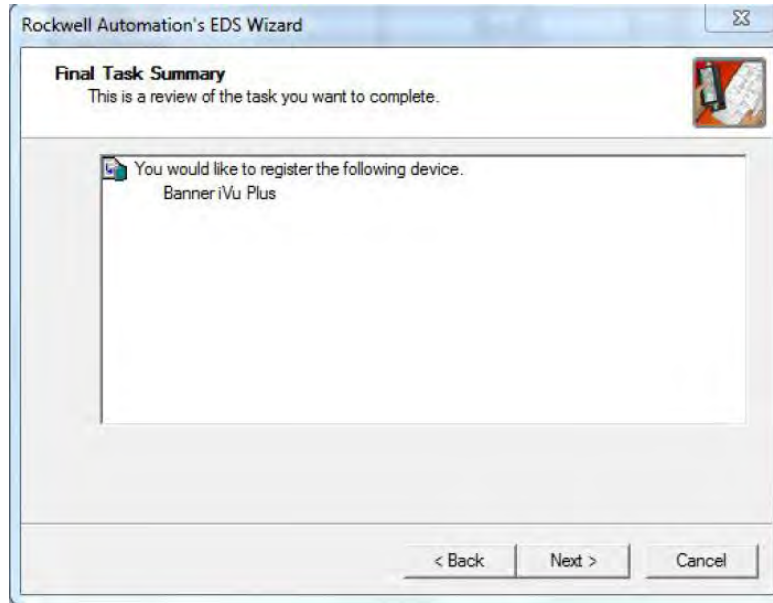 Rockwell Automation's EDS Wizard
Final Task Summary
This is a review of the task you want to complete.
You would like to register the following device.
Banner iVu Plus
< Back
Next >
Cancel